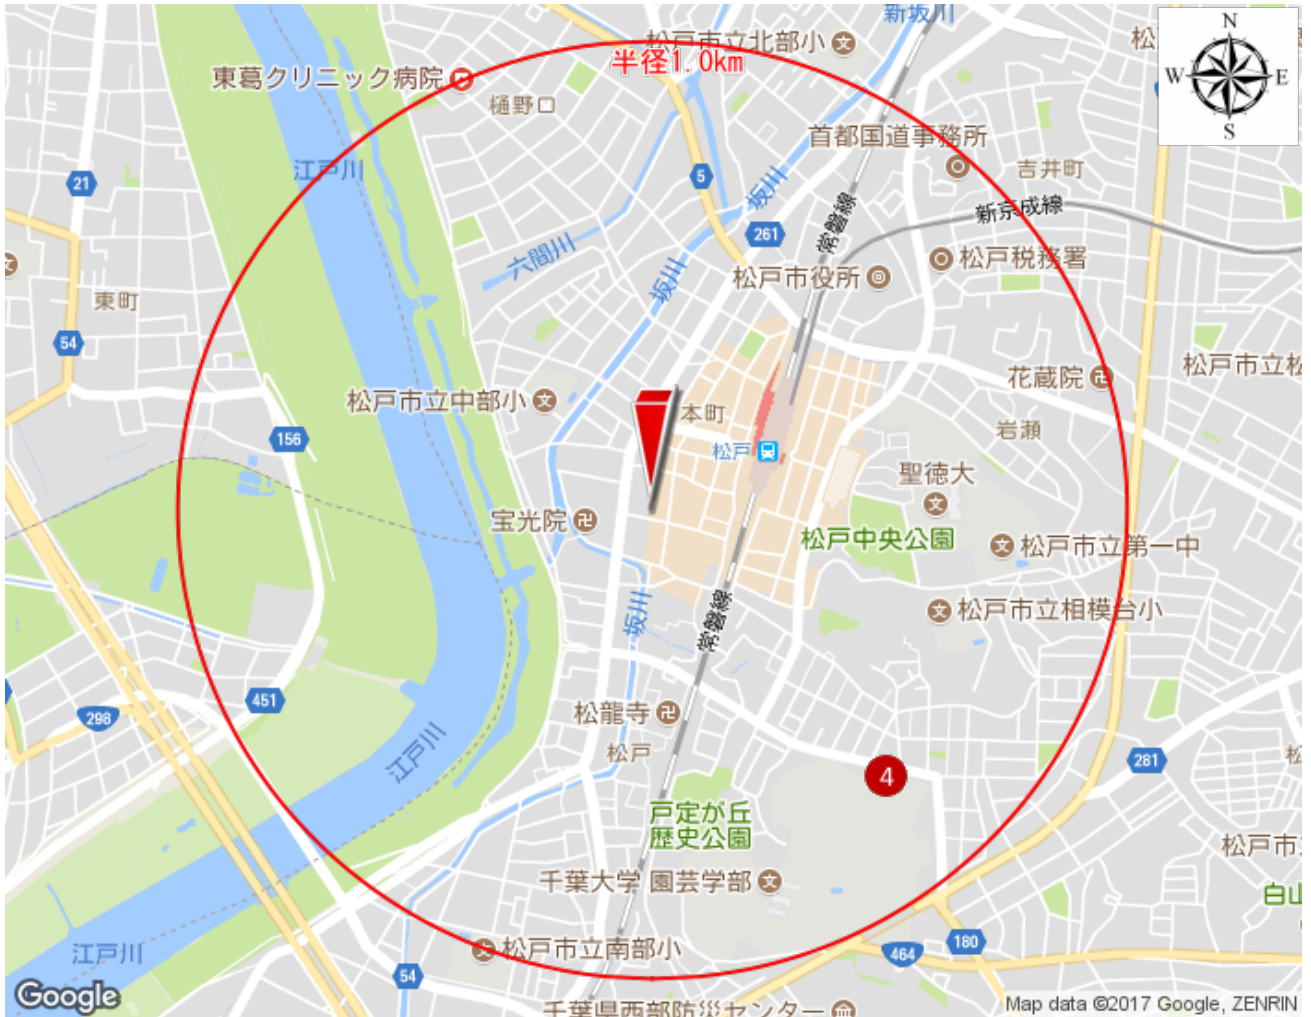 新坂川
松戸市立北部小
N
W
E
S
半径1.0km
東葛クリニック病院
樋野口
首都国道事務所
江戸川
吉井町
21
5
坂川
常磐線
新京成線
261
六間川
松戸税務署
坂川
松戸市役所
東町
54
花蔵院
松戸市立中部小
本町
岩瀬
156
松戸
聖徳大
宝光院
松戸中央公園
松戸市立第一中
坂川
常磐線
松戸市立相模台小
451
298
松龍寺
江戸川
松戸
281
4
戸定が丘
歴史公園
千葉大学 園芸学部
白山
江戸川
松戸市立南部小
180
464
54
千葉県西部防災センター
Google
Map data ©2017 Google, ZENRIN